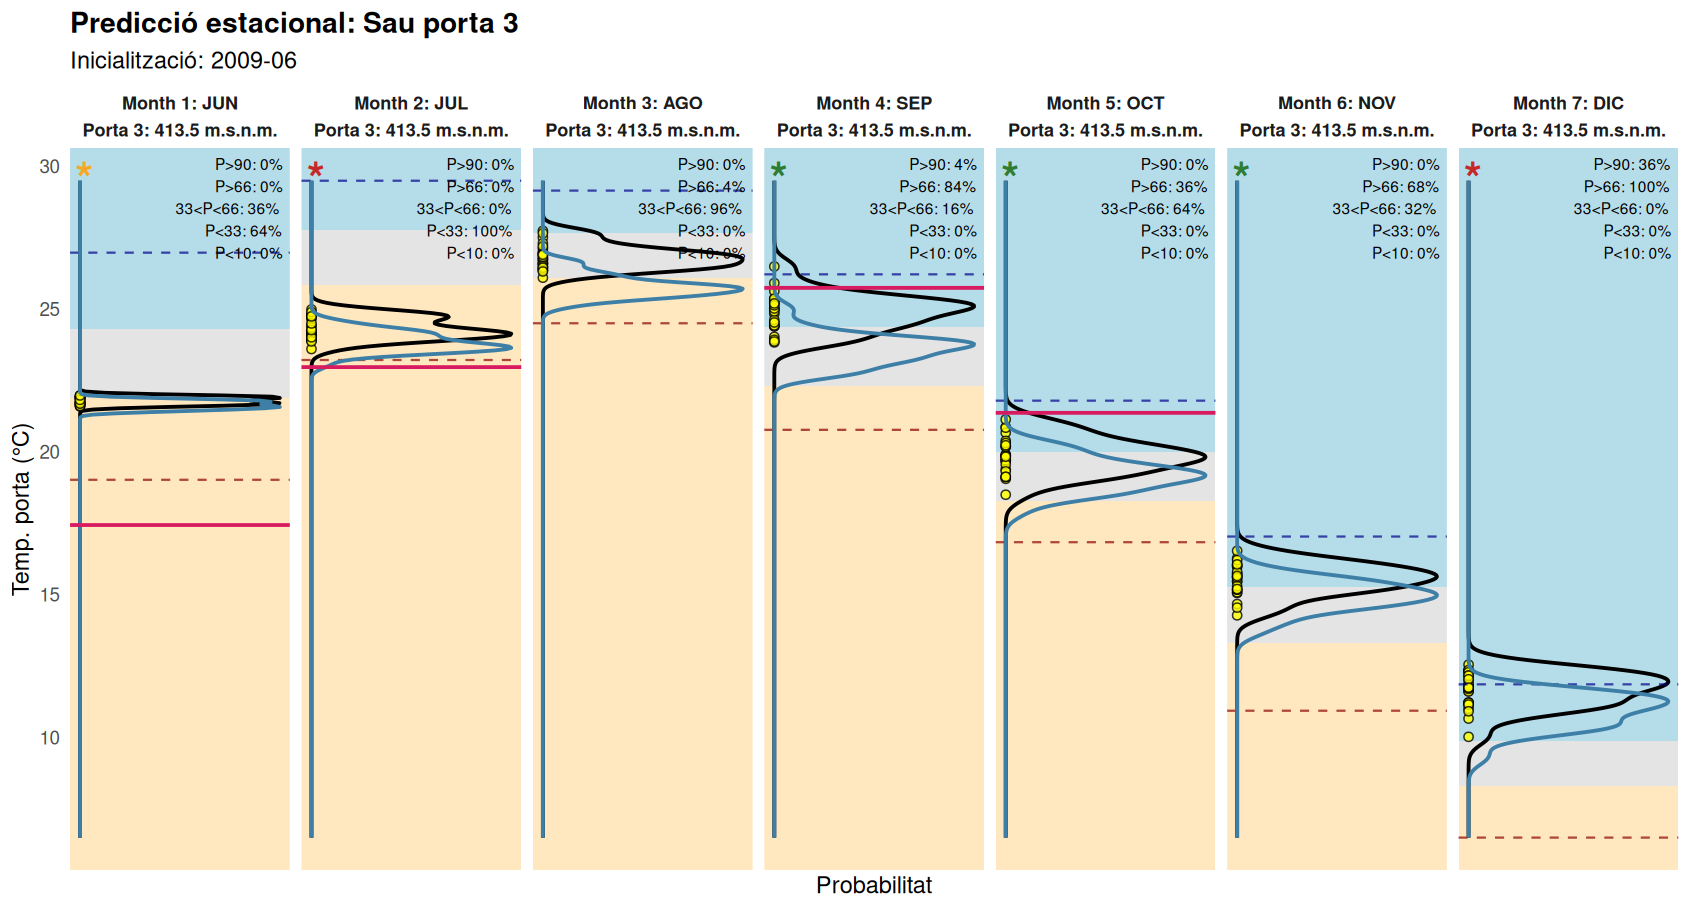 Predicció estacional: Sau porta 3
Inicialització: 2009-06
Month 1: JUN
Porta 3: 413.5 m.s.n.m.
Month 2: JUL
Porta 3: 413.5 m.s.n.m.
Month 3: AGO
Porta 3: 413.5 m.s.n.m.
Month 4: SEP
Porta 3: 413.5 m.s.n.m.
Month 5: OCT
Porta 3: 413.5 m.s.n.m.
Month 6: NOV
Porta 3: 413.5 m.s.n.m.
Month 7: DIC
Porta 3: 413.5 m.s.n.m.
*
P>90: 0%
P>66: 0%
33<P<66: 36%
P<33: 64%
P<10: 0%
*
P>90: 0%
P>66: 0%
33<P<66: 0%
P<33: 100%
P<10: 0%
P>90: 0%
P>66: 4%
33<P<66: 96%
P<33: 0%
P<10: 0%
*
P>90: 4%
P>66: 84%
33<P<66: 16%
P<33: 0%
P<10: 0%
*
P>90: 0%
P>66: 36%
33<P<66: 64%
P<33: 0%
P<10: 0%
*
P>90: 0%
P>66: 68%
33<P<66: 32%
P<33: 0%
P<10: 0%
*
P>90: 36%
P>66: 100%
33<P<66: 0%
P<33: 0%
P<10: 0%
30
25
20
15
10
Temp. porta (°C)
Probabilitat